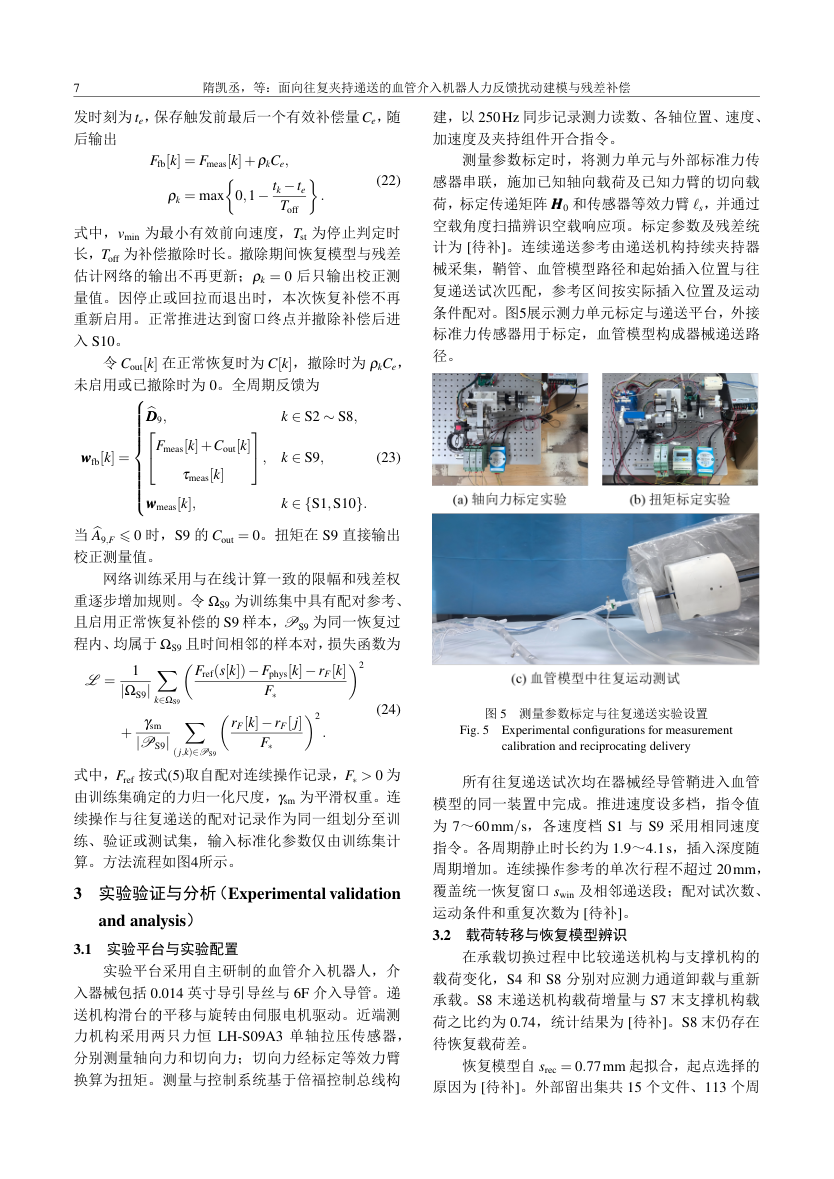 7
隋凯丞，等：面向往复夹持递送的血管介入机器人力反馈扰动建模与残差补偿
发时刻为 tₑ，保存触发前最后一个有效补偿量 Cₑ，随
后输出
F_fb[k] = F_meas[k] + ρₖCₑ,
ρₖ = max{0, 1 − (tₖ − tₑ)/T_off}.
(22)
式中，v_min 为最小有效前向速度，T_st 为停止判定时
长，T_off 为补偿撤除时长。撤除期间恢复模型与残差
估计网络的输出不再更新；ρₖ = 0 后只输出校正测
量值。因停止或回拉而退出时，本次恢复补偿不再
重新启用。正常推进达到窗口终点并撤除补偿后进
入 S10。
令 C_out[k] 在正常恢复时为 C[k]，撤除时为 ρₖCₑ，
未启用或已撤除时为 0。全周期反馈为
w_fb[k] = { D̂₉, k ∈ S2 ∼ S8,
[F_meas[k] + C_out[k]; τ_meas[k]], k ∈ S9, (23)
w_meas[k], k ∈ {S1, S10}.
当 Â_{9,F} ⩽ 0 时，S9 的 C_out = 0。扭矩在 S9 直接输出
校正测量值。
网络训练采用与在线计算一致的限幅和残差权
重逐步增加规则。令 Ω_S9 为训练集中具有配对参考、
且启用正常恢复补偿的 S9 样本，𝒫_S9 为同一恢复过
程内、均属于 Ω_S9 且时间相邻的样本对，损失函数为
ℒ = 1/|Ω_S9| ∑_{k∈Ω_S9} ((F_ref(s[k]) − F_phys[k] − r_F[k])/F_*)²
+ γ_sm/|𝒫_S9| ∑_{(j,k)∈𝒫_S9} ((r_F[k] − r_F[j])/F_*)².
(24)
式中，F_ref 按式(5)取自配对连续操作记录，F_* > 0 为
由训练集确定的力归一化尺度，γ_sm 为平滑权重。连
续操作与往复递送的配对记录作为同一组划分至训
练、验证或测试集，输入标准化参数仅由训练集计
算。方法流程如图4所示。
3 实验验证与分析（Experimental validation
and analysis）
3.1 实验平台与实验配置
实验平台采用自主研制的血管介入机器人，介
入器械包括 0.014 英寸导引导丝与 6F 介入导管。递
送机构滑台的平移与旋转由伺服电机驱动。近端测
力机构采用两只力恒 LH-S09A3 单轴拉压传感器，
分别测量轴向力和切向力；切向力经标定等效力臂
换算为扭矩。测量与控制系统基于倍福控制总线构
建，以 250 Hz 同步记录测力读数、各轴位置、速度、
加速度及夹持组件开合指令。
测量参数标定时，将测力单元与外部标准力传
感器串联，施加已知轴向载荷及已知力臂的切向载
荷，标定传递矩阵 H₀ 和传感器等效力臂 ℓₛ，并通过
空载角度扫描辨识空载响应项。标定参数及残差统
计为 [待补]。连续递送参考由递送机构持续夹持器
械采集，鞘管、血管模型路径和起始插入位置与往
复递送试次匹配，参考区间按实际插入位置及运动
条件配对。图5展示测力单元标定与递送平台，外接
标准力传感器用于标定，血管模型构成器械递送路
径。
(a) 轴向力标定实验
(b) 扭矩标定实验
(c) 血管模型中往复运动测试
图 5 测量参数标定与往复递送实验设置
Fig. 5 Experimental configurations for measurement
calibration and reciprocating delivery
所有往复递送试次均在器械经导管鞘进入血管
模型的同一装置中完成。推进速度设多档，指令值
为 7∼60 mm/s，各速度档 S1 与 S9 采用相同速度
指令。各周期静止时长约为 1.9∼4.1 s，插入深度随
周期增加。连续操作参考的单次行程不超过 20 mm，
覆盖统一恢复窗口 s_win 及相邻递送段；配对试次数、
运动条件和重复次数为 [待补]。
3.2 载荷转移与恢复模型辨识
在承载切换过程中比较递送机构与支撑机构的
载荷变化，S4 和 S8 分别对应测力通道卸载与重新
承载。S8 末递送机构载荷增量与 S7 末支撑机构载
荷之比约为 0.74，统计结果为 [待补]。S8 末仍存在
待恢复载荷差。
恢复模型自 s_rec = 0.77 mm 起拟合，起点选择的
原因为 [待补]。外部留出集共 15 个文件、113 个周